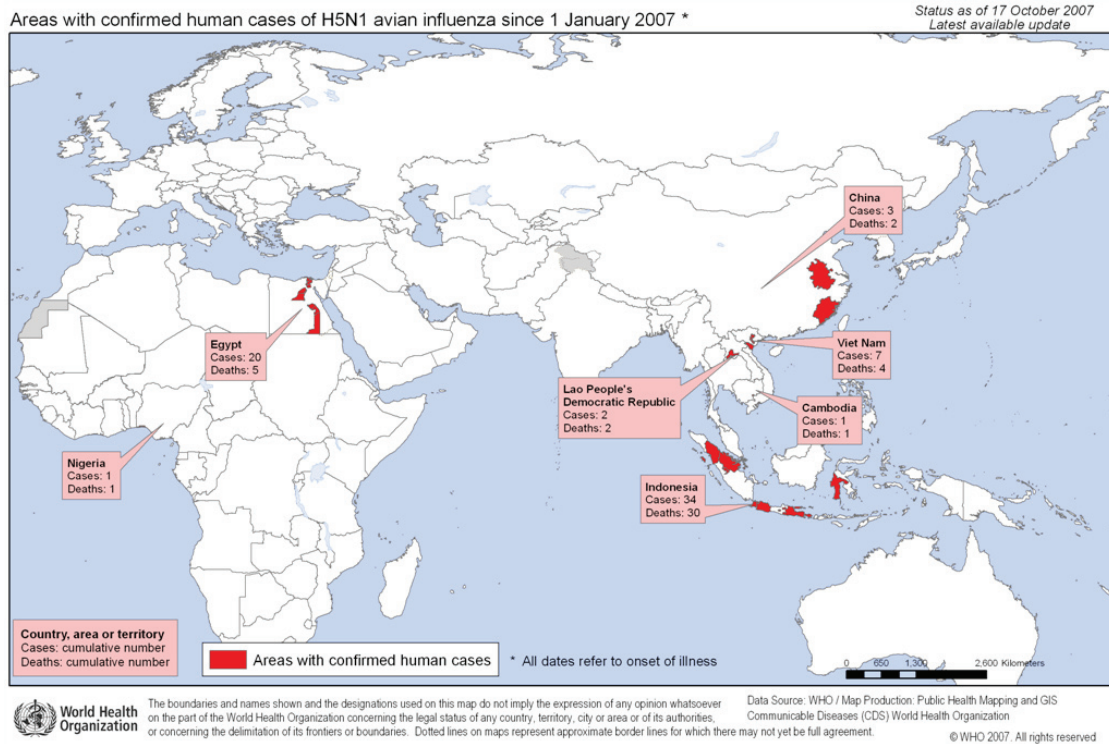 Areas with confirmed human cases of H5N1 avian influenza since 1 January 2007 *
Status as of 17 October 2007
Latest available update
China
Cases: 3
Deaths: 2
Egypt
Cases: 20
Deaths: 5
Viet Nam
Cases: 7
Deaths: 4
Lao People's
Democratic Republic
Cases: 2
Deaths: 2
Cambodia
Cases: 1
Deaths: 1
Nigeria
Cases: 1
Deaths: 1
Indonesia
Cases: 34
Deaths: 30
Country, area or territory
Cases: cumulative number
Deaths: cumulative number
Areas with confirmed human cases
* All dates refer to onset of illness
0 650 1,300 2,600 Kilometers
World Health
Organization
The boundaries and names shown and the designations used on this map do not imply the expression of any opinion whatsoever
on the part of the World Health Organization concerning the legal status of any country, territory, city or area or of its authorities,
or concerning the delimitation of its frontiers or boundaries. Dotted lines on maps represent approximate border lines for which there may not yet be full agreement.
Data Source: WHO / Map Production: Public Health Mapping and GIS
Communicable Diseases (CDS) World Health Organization
© WHO 2007. All rights reserved